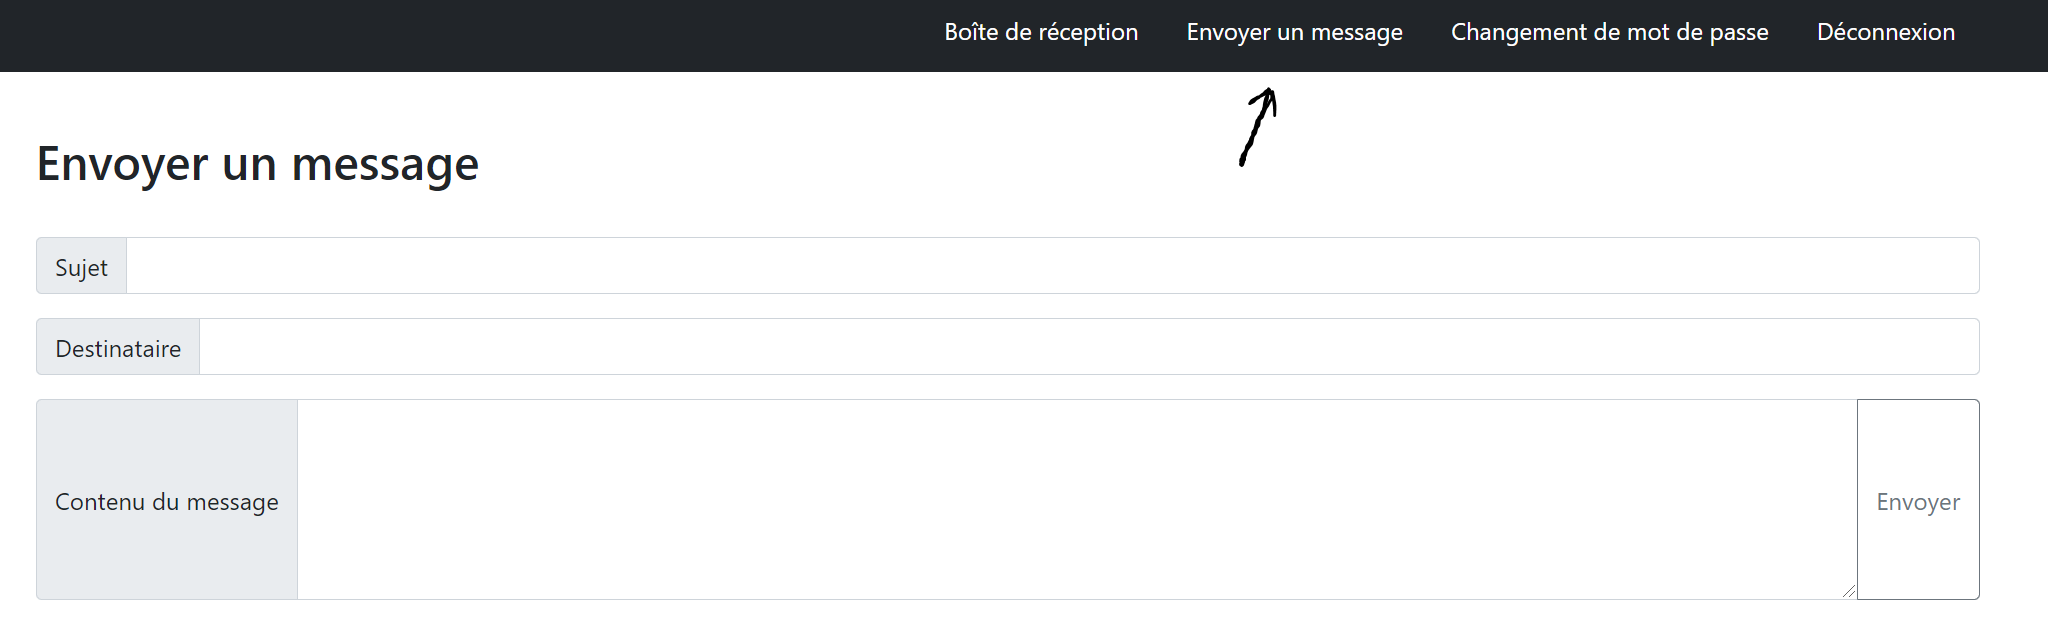 Boîte de réception Envoyer un message Changement de mot de passe Déconnexion
Envoyer un message
Sujet
Destinataire
Contenu du message Envoyer